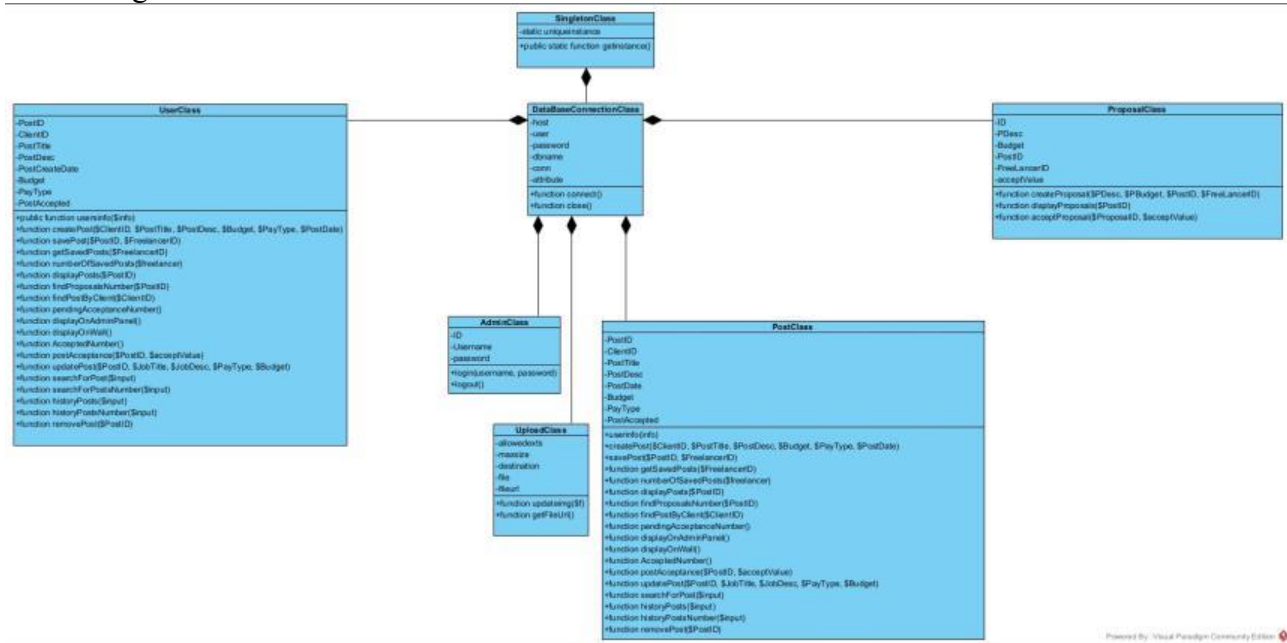 SingletonClass
-static uniqueinstance
+public static function getinstance()
UserClass
-PostID
-ClientID
-PostTitle
-PostDesc
-PostCreateDate
-Budget
-PayType
-PostAccepted
+public function usersinfo($info)
+function createPost($ClientID, $PostTitle, $PostDesc, $Budget, $PayType, $PostDate)
+function savePost($PostID, $FreelancerID)
+function getSavedPosts($FreelancerID)
+function numberOfSavedPosts($freelancer)
+function displayPosts($PostID)
+function findProposalsNumber($PostID)
+function findPostByClient($ClientID)
+function pendingAcceptanceNumber()
+function displayOnAdminPanel()
+function displayOnWall()
+function AcceptedNumber()
+function postAcceptance($PostID, $acceptValue)
+function updatePost($PostID, $JobTitle, $JobDesc, $PayType, $Budget)
+function searchForPost($input)
+function searchForPostsNumber($input)
+function historyPosts($input)
+function historyPostsNumber($input)
+function removePost($PostID)
DataBaseConnectionClass
-host
-user
-password
-dbname
-conn
-attribute
+function connect()
+function close()
ProposalClass
-ID
-PDesc
-Budget
-PostID
-FreeLancerID
-acceptValue
+function createProposal($PDesc, $PBudget, $PostID, $FreeLancerID)
+function displayProposals($PostID)
+function acceptProposal($ProposalID, $acceptValue)
AdminClass
-ID
-Username
-password
+login(username, password)
+logout()
UploadClass
-allowedexts
-maxsize
-destination
-file
-fileurl
+function updateimg($f)
+function getFileUrl()
PostClass
-PostID
-ClientID
-PostTitle
-PostDesc
-PostDate
-Budget
-PayType
-PostAccepted
+userinfo(info)
+createPost($ClientID, $PostTitle, $PostDesc, $Budget, $PayType, $PostDate)
+savePost($PostID, $FreelancerID)
+function getSavedPosts($FreelancerID)
+function numberOfSavedPosts($freelancer)
+function displayPosts($PostID)
+function findProposalsNumber($PostID)
+function findPostByClient($ClientID)
+function pendingAcceptanceNumber()
+function displayOnAdminPanel()
+function displayOnWall()
+function AcceptedNumber()
+function postAcceptance($PostID, $acceptValue)
+function updatePost($PostID, $JobTitle, $JobDesc, $PayType, $Budget)
+function searchForPost($input)
+function historyPosts($input)
+function historyPostsNumber($input)
+function removePost($PostID)
Powered By Visual Paradigm Community Edition